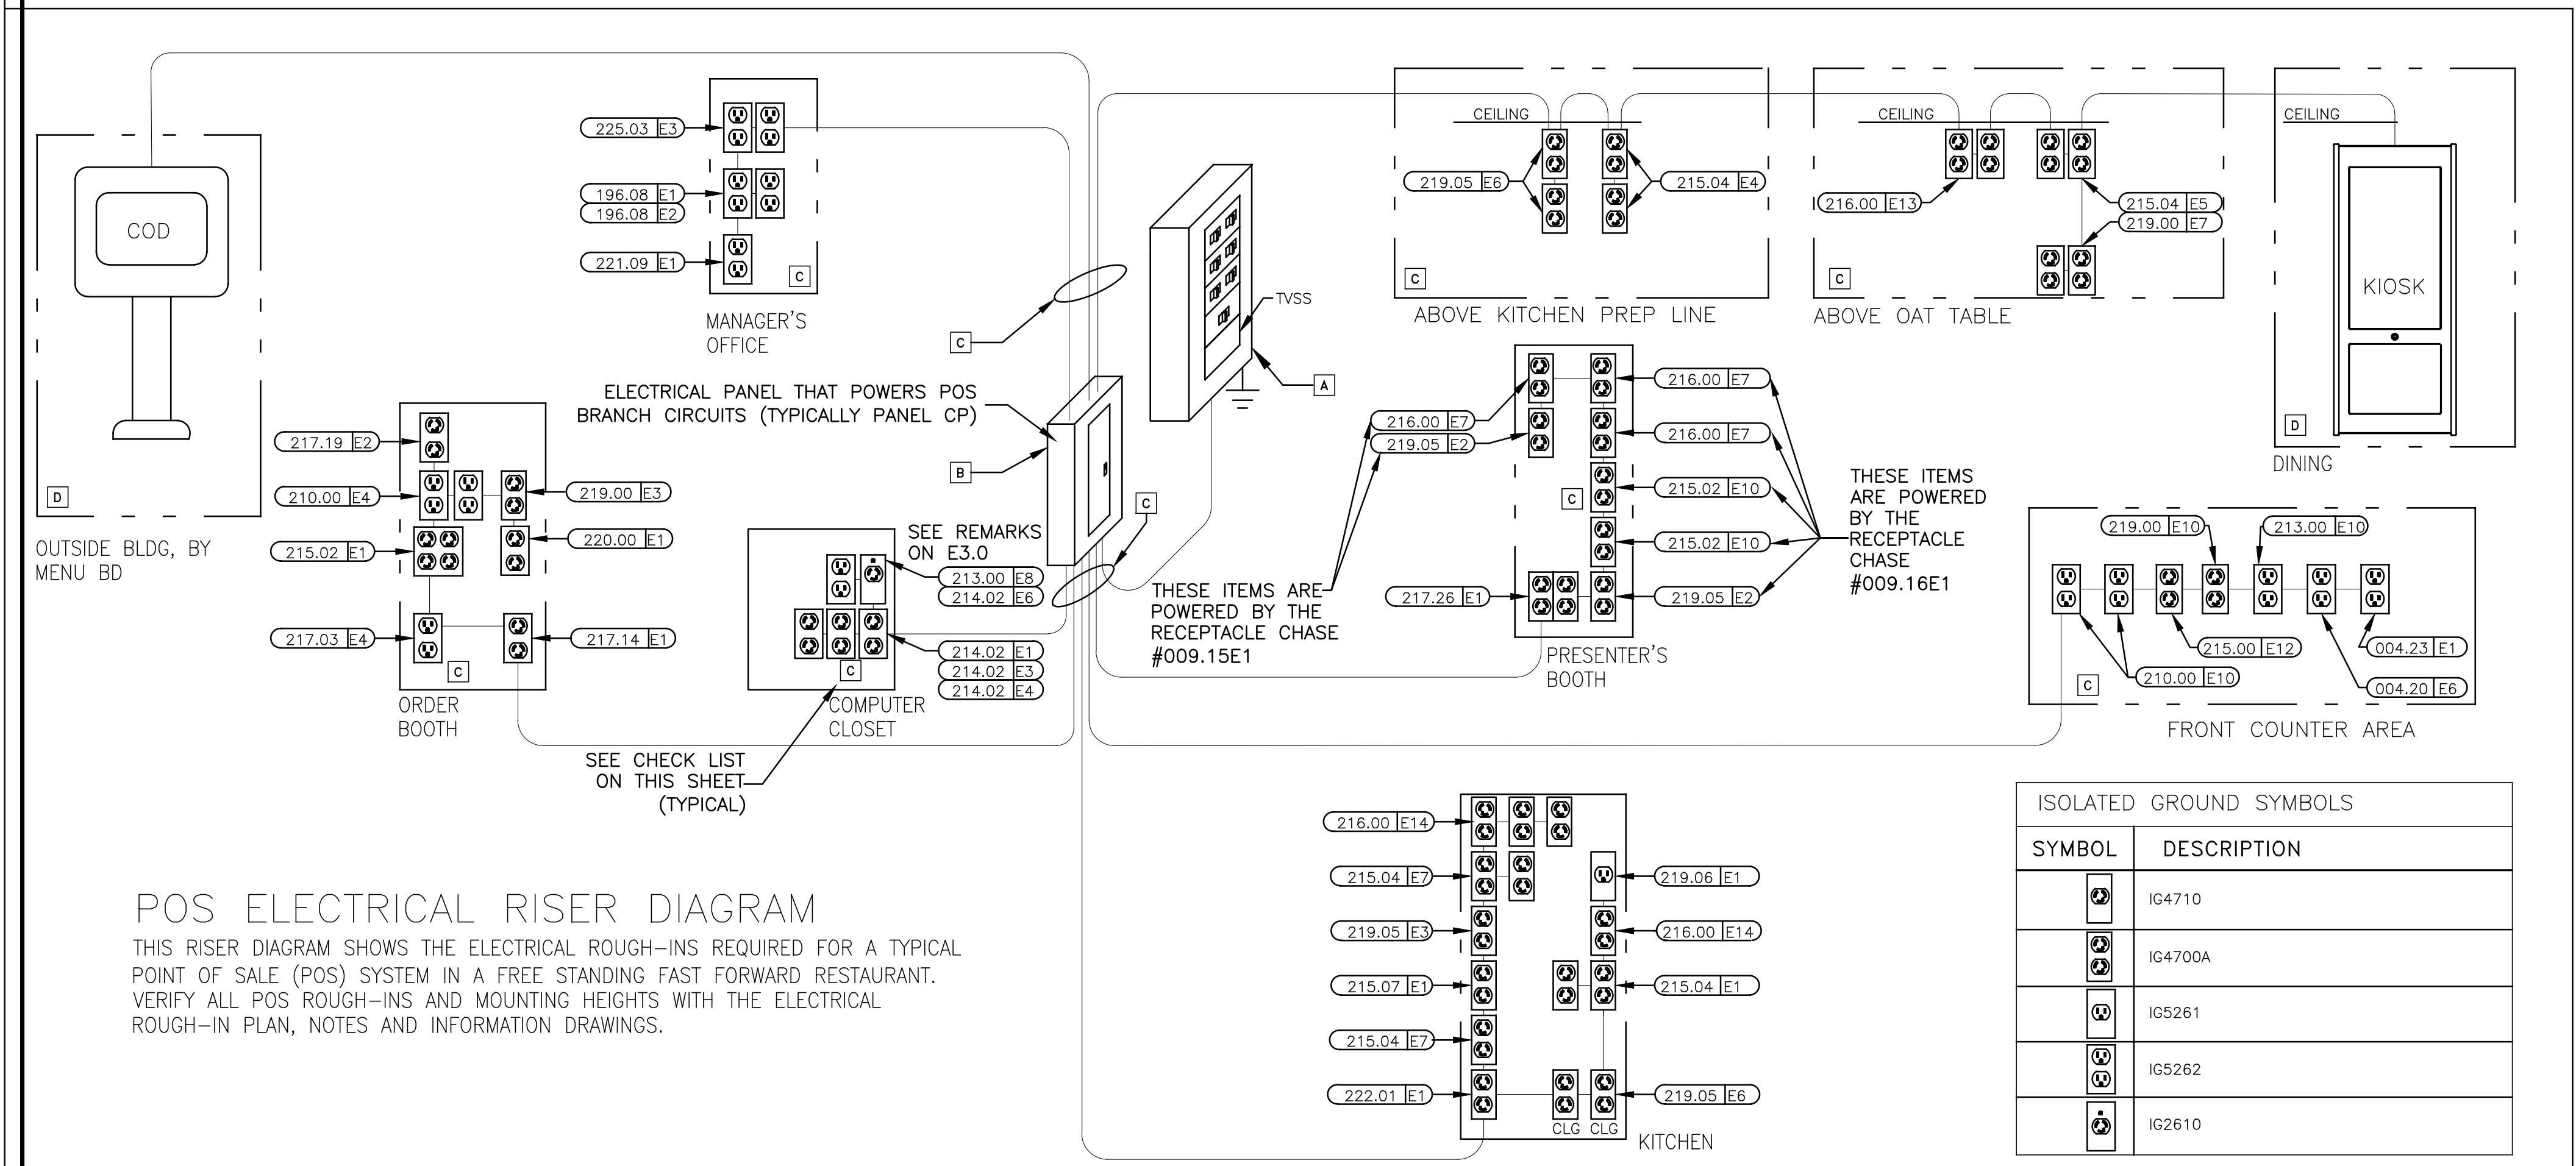 COD
D
OUTSIDE BLDG, BY
MENU BD
225.03 E3
196.08 E1
196.08 E2
221.09 E1
C
MANAGER'S
OFFICE
C
TVSS
A
ELECTRICAL PANEL THAT POWERS POS
BRANCH CIRCUITS (TYPICALLY PANEL CP)
B
C
CEILING
219.05 E6
215.04 E4
C
ABOVE KITCHEN PREP LINE
CEILING
216.00 E13
215.04 E5
219.00 E7
C
ABOVE OAT TABLE
CEILING
KIOSK
D
DINING
217.19 E2
210.00 E4
219.00 E3
215.02 E1
220.00 E1
217.03 E4
217.14 E1
C
ORDER
BOOTH
SEE REMARKS
ON E3.0
213.00 E8
214.02 E6
214.02 E1
214.02 E3
214.02 E4
C
COMPUTER
CLOSET
SEE CHECK LIST
ON THIS SHEET
(TYPICAL)
216.00 E7
219.05 E2
216.00 E7
216.00 E7
215.02 E10
C
215.02 E10
217.26 E1
219.05 E2
THESE ITEMS ARE
POWERED BY THE
RECEPTACLE CHASE
#009.15E1
THESE ITEMS
ARE POWERED
BY THE
RECEPTACLE
CHASE
#009.16E1
PRESENTER'S
BOOTH
219.00 E10
213.00 E10
215.00 E12
004.23 E1
210.00 E10
004.20 E6
C
FRONT COUNTER AREA
216.00 E14
215.04 E7
219.06 E1
219.05 E3
216.00 E14
215.07 E1
215.04 E1
215.04 E7
222.01 E1
219.05 E6
CLG CLG
KITCHEN
POS ELECTRICAL RISER DIAGRAM
THIS RISER DIAGRAM SHOWS THE ELECTRICAL ROUGH-INS REQUIRED FOR A TYPICAL
POINT OF SALE (POS) SYSTEM IN A FREE STANDING FAST FORWARD RESTAURANT.
VERIFY ALL POS ROUGH-INS AND MOUNTING HEIGHTS WITH THE ELECTRICAL
ROUGH-IN PLAN, NOTES AND INFORMATION DRAWINGS.
ISOLATED GROUND SYMBOLS
SYMBOL DESCRIPTION
IG4710
IG4700A
IG5261
IG5262
IG2610